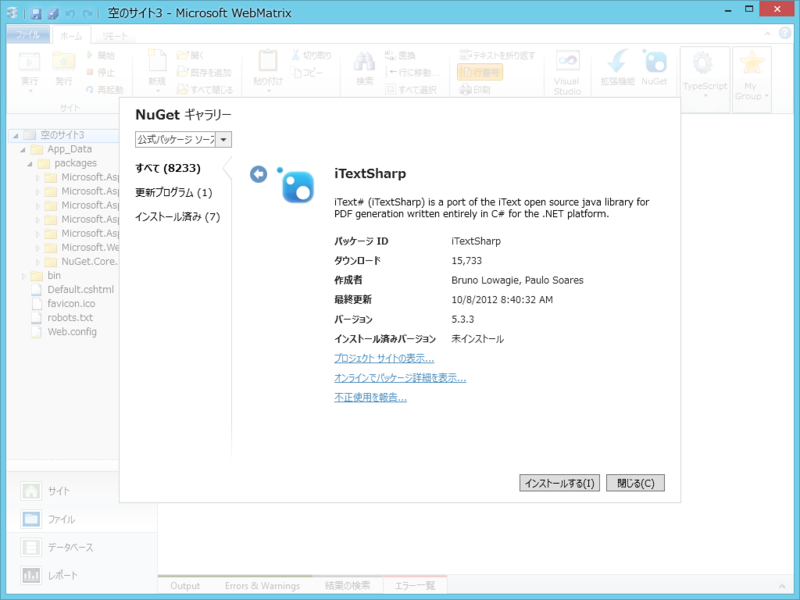 空のサイト3 - Microsoft WebMatrix
ファイル ホーム リモート
実行
発行
開始
停止
再起動
サイト
新規
開く
既存を追加
すべて閉じる
貼り付け
切り取り
コピー
検索
置換
行に移動...
すべて選択
テキストを折り返す
行番号
印刷
Visual Studio
拡張機能
NuGet
TypeScript
My Group
空のサイト3
App_Data
packages
Microsoft.Asp
Microsoft.Asp
Microsoft.Asp
Microsoft.Asp
Microsoft.Asp
Microsoft.We
NuGet.Core.
bin
Default.cshtml
favicon.ico
robots.txt
Web.config
サイト
ファイル
データベース
レポート
NuGet ギャラリー
公式パッケージ ソース
すべて (8233)
更新プログラム (1)
インストール済み (7)
iTextSharp
iText# (iTextSharp) is a port of the iText open source java library for
PDF generation written entirely in C# for the .NET platform.
パッケージ ID iTextSharp
ダウンロード 15,733
作成者 Bruno Lowagie, Paulo Soares
最終更新 10/8/2012 8:40:32 AM
バージョン 5.3.3
インストール済みバージョン 未インストール
プロジェクト サイトの表示...
オンラインでパッケージ詳細を表示...
不正使用を報告...
インストールする(I) 閉じる(C)
Output Errors & Warnings 結果の検索 エラー一覧